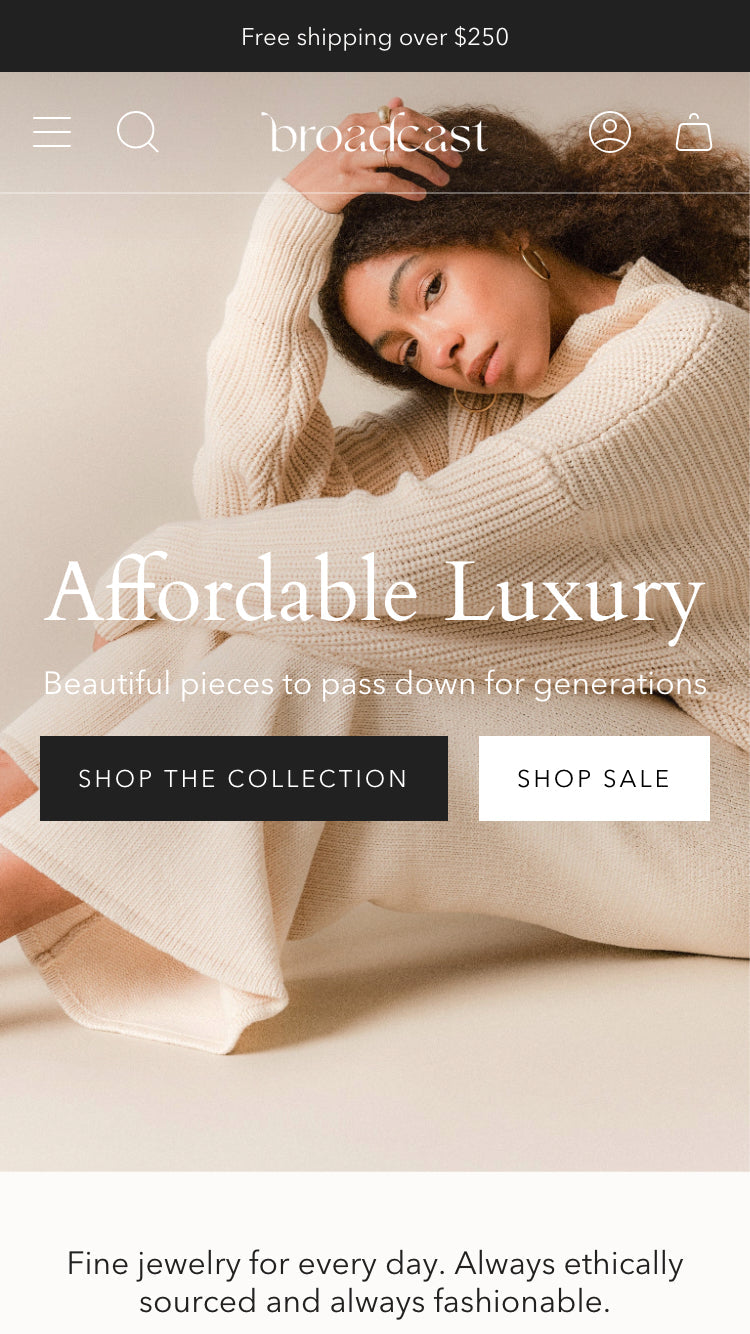 Free shipping over $250
broadcast
Affordable Luxury
Beautiful pieces to pass down for generations
SHOP THE COLLECTION
SHOP SALE
Fine jewelry for every day. Always ethically
sourced and always fashionable.